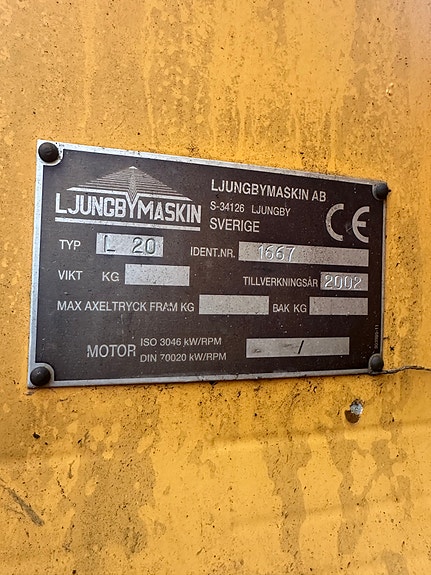 LJUNGBYMASKIN
LJUNGBYMASKIN AB
S-34126 LJUNGBY
SVERIGE
CE
TYP L 20 IDENT.NR. 1667
VIKT KG TILLVERKNINGSÅR 2002
MAX AXELTRYCK FRAM KG BAK KG
MOTOR ISO 3046 kW/RPM
DIN 70020 kW/RPM /